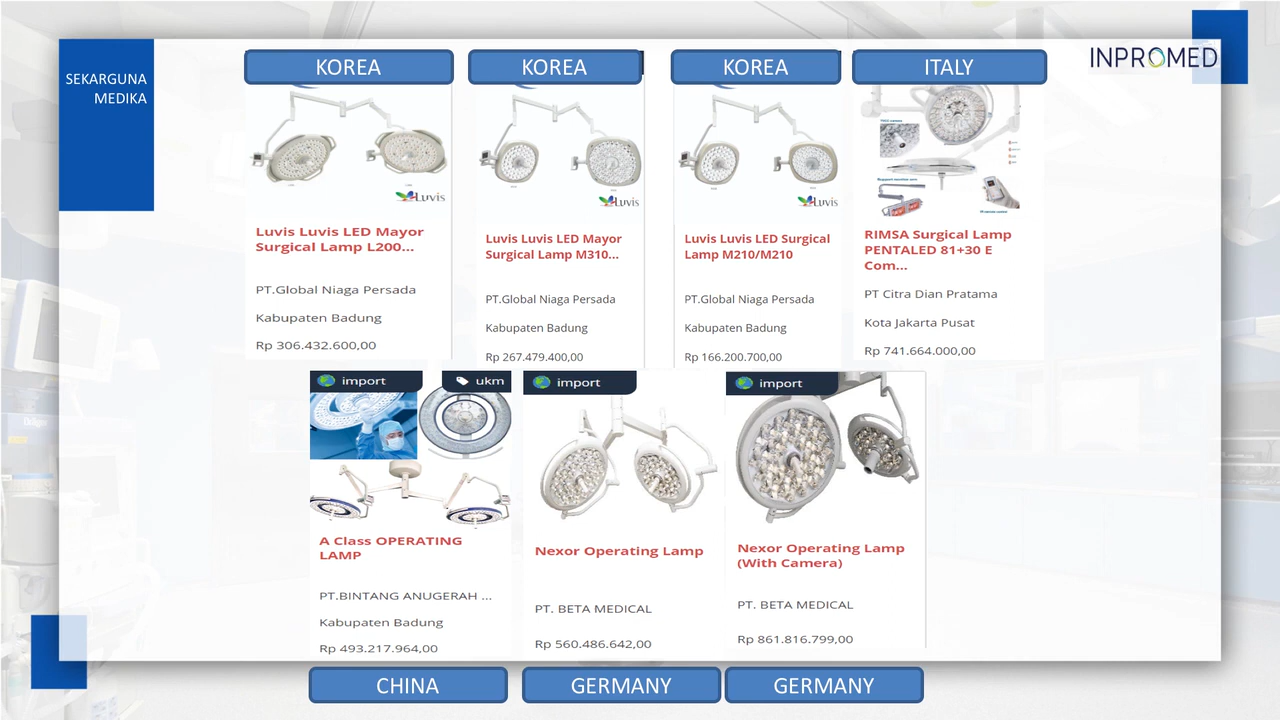 SEKARGUNA
MEDIKA
INPROMED
KOREA
KOREA
KOREA
ITALY
Luvis
Luvis Luvis LED Mayor
Surgical Lamp L200...
PT.Global Niaga Persada
Kabupaten Badung
Rp 306.432.600,00
Luvis
Luvis Luvis LED Mayor
Surgical Lamp M310...
PT.Global Niaga Persada
Kabupaten Badung
Rp 267.479.400,00
Luvis
Luvis Luvis LED Surgical
Lamp M210/M210
PT.Global Niaga Persada
Kabupaten Badung
Rp 166.200.700,00
RIMSA Surgical Lamp
PENTALED 81+30 E
Com...
PT Citra Dian Pratama
Kota Jakarta Pusat
Rp 741.664.000,00
import
ukm
A Class OPERATING
LAMP
PT.BINTANG ANUGERAH ...
Kabupaten Badung
Rp 493.217.964,00
import
Nexor Operating Lamp
PT. BETA MEDICAL
Rp 560.486.642,00
import
Nexor Operating Lamp
(With Camera)
PT. BETA MEDICAL
Rp 861.816.799,00
CHINA
GERMANY
GERMANY